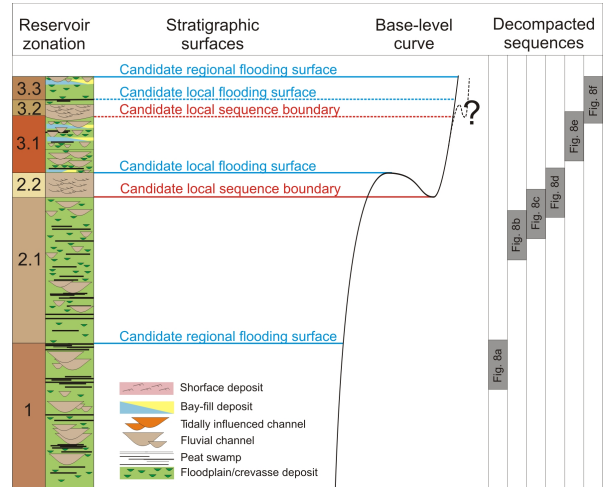 Reservoir
zonation
Stratigraphic
surfaces
Base-level
curve
Decompacted
sequences
Candidate regional flooding surface
3.3
Candidate local flooding surface
3.2
Candidate local sequence boundary
?
3.1
Candidate local flooding surface
2.2
Candidate local sequence boundary
2.1
Candidate regional flooding surface
1
Fig. 8a
Fig. 8b
Fig. 8c
Fig. 8d
Fig. 8e
Fig. 8f
Shorface deposit
Bay-fill deposit
Tidally influenced channel
Fluvial channel
Peat swamp
Floodplain/crevasse deposit